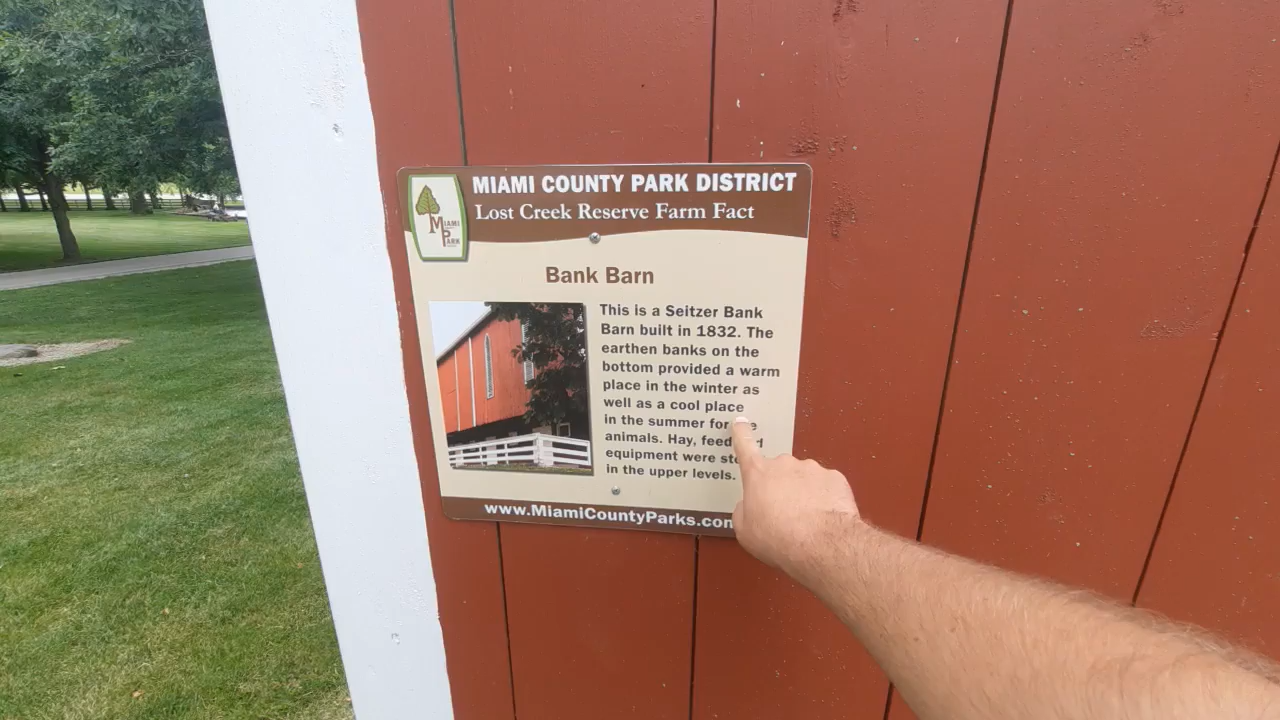 MIAMI COUNTY PARK DISTRICT
Lost Creek Reserve Farm Fact
MIAMI
PARK
Bank Barn
This is a Seitzer Bank
Barn built in 1832. The
earthen banks on the
bottom provided a warm
place in the winter as
well as a cool place
in the summer for
animals. Hay, feed
equipment were
in the upper levels.
www.MiamiCountyParks.com